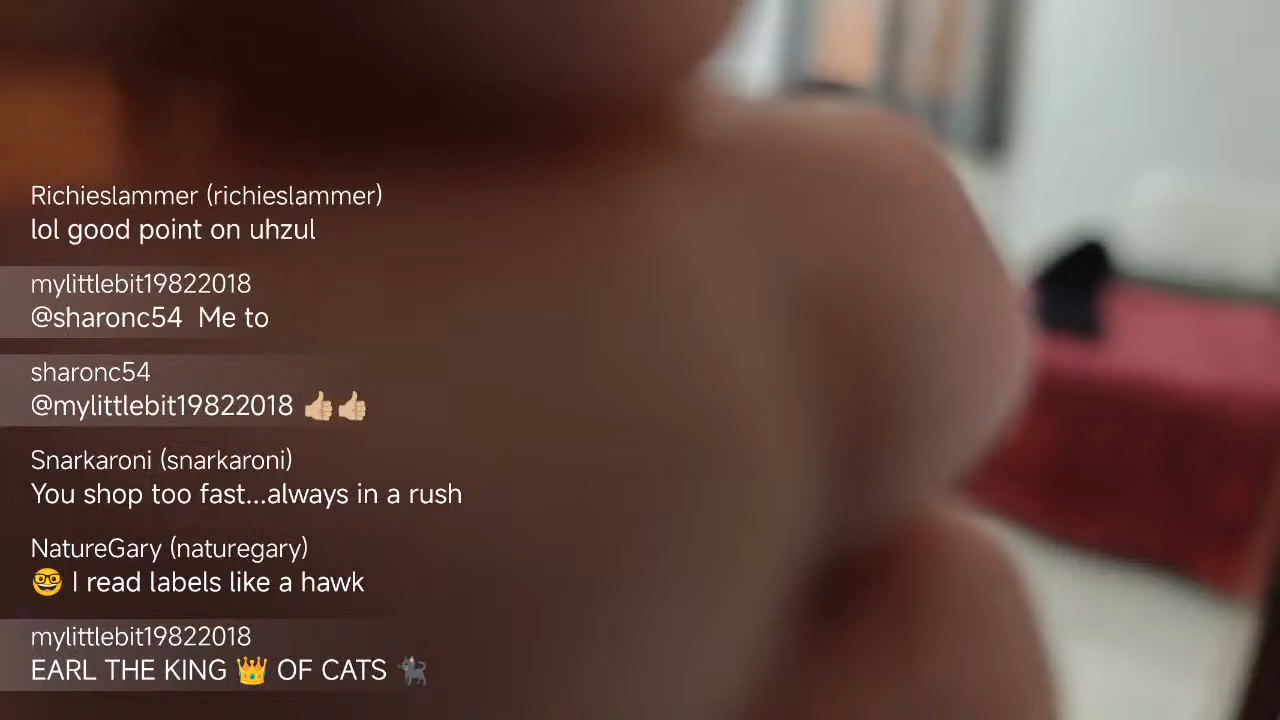 Richieslammer (richieslammer)
lol good point on uhzul
mylittlebit19822018
@sharonc54 Me to
sharonc54
@mylittlebit19822018 👍🏼👍🏼
Snarkaroni (snarkaroni)
You shop too fast...always in a rush
NatureGary (naturegary)
🤓 I read labels like a hawk
mylittlebit19822018
EARL THE KING 👑 OF CATS 🐈‍⬛